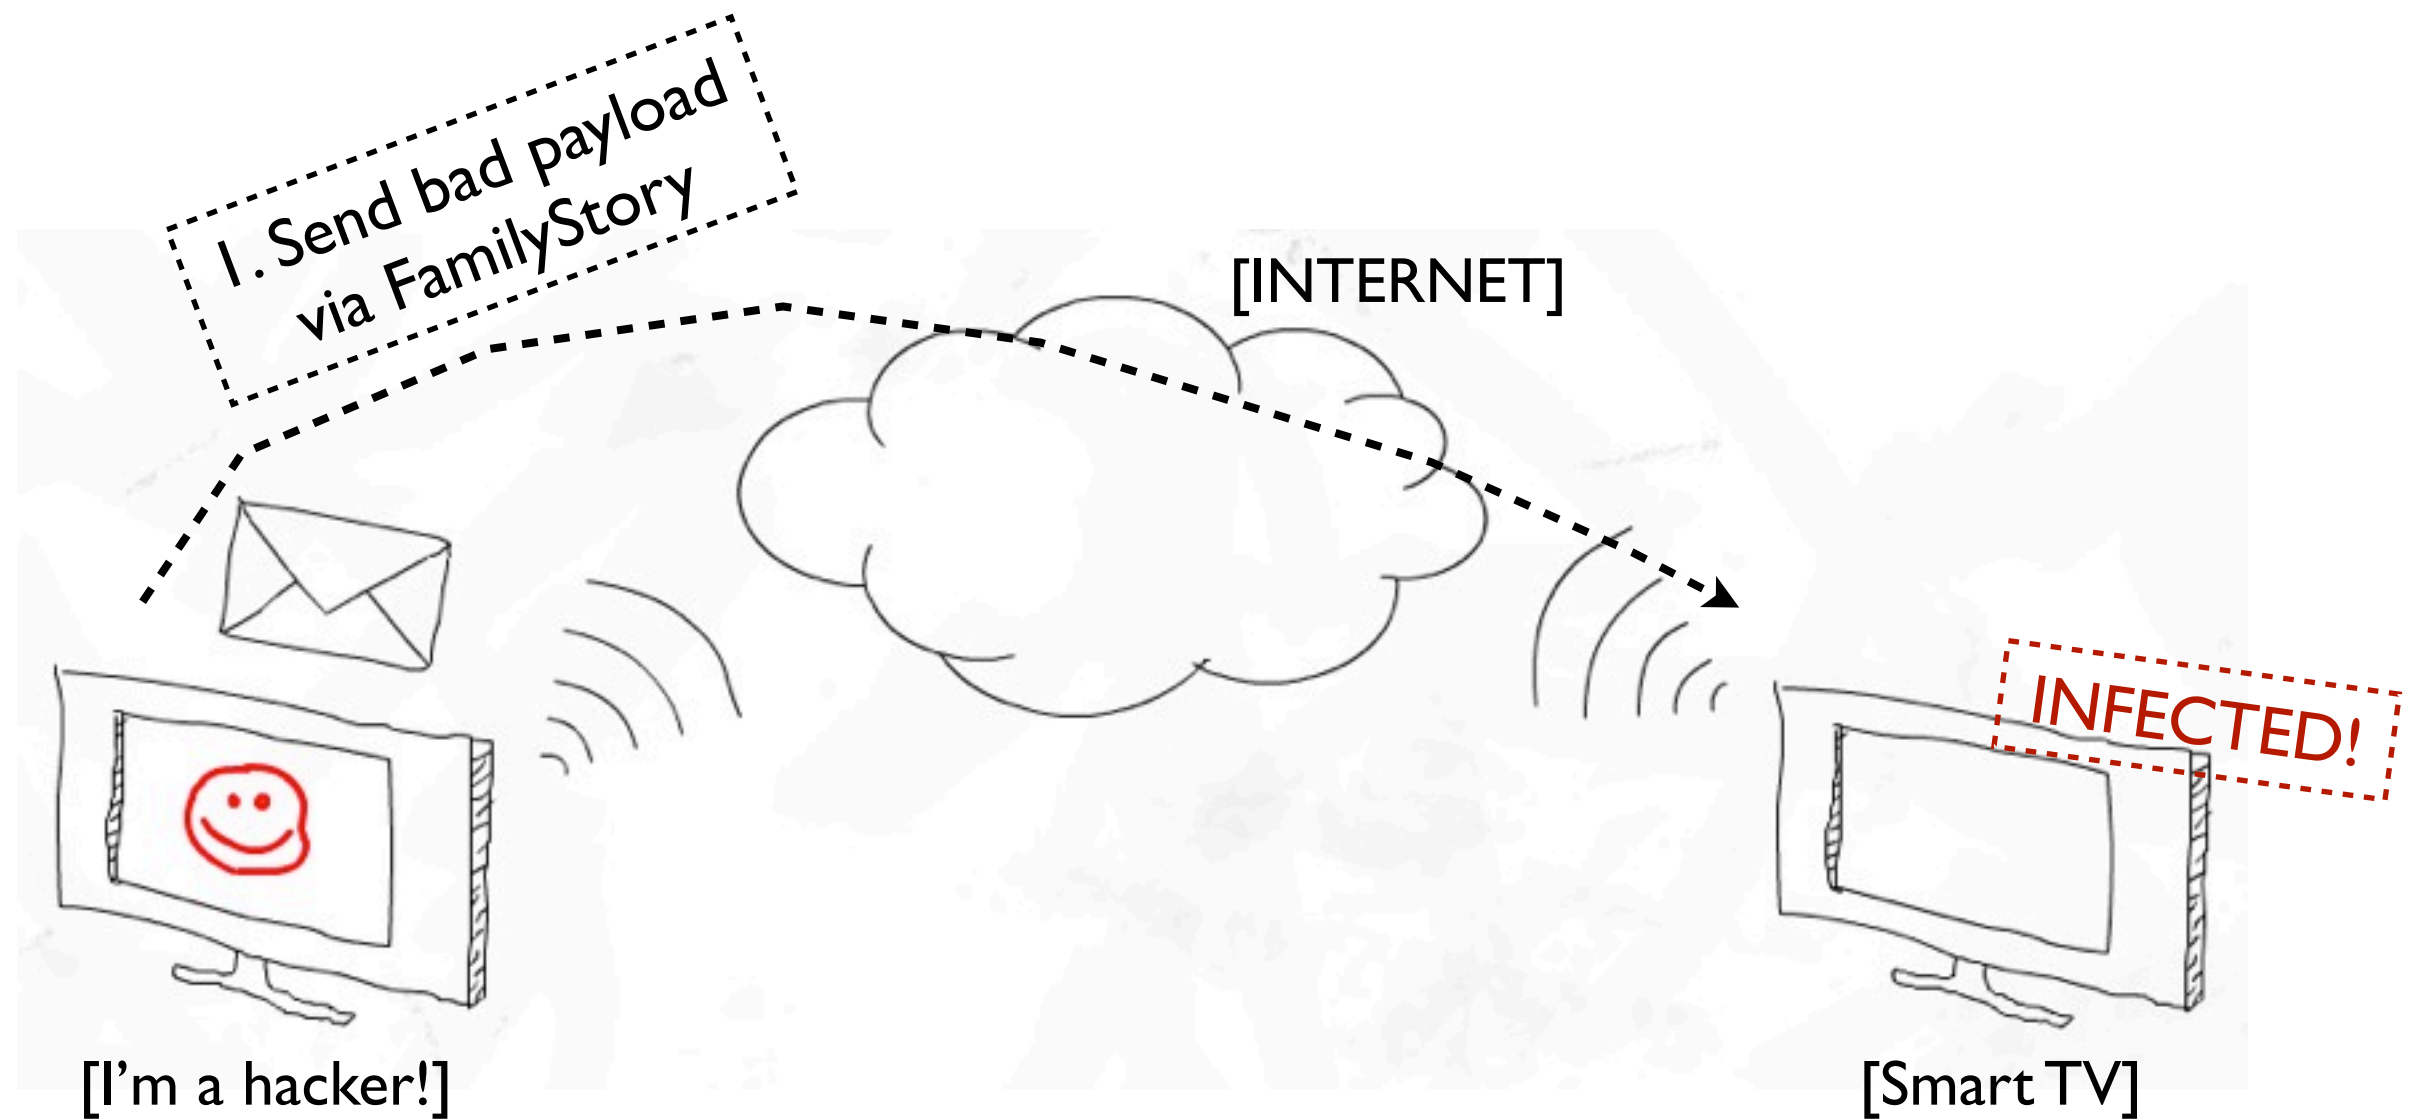 1. Send bad payload
via FamilyStory
[INTERNET]
INFECTED!
[I’m a hacker!]
[Smart TV]